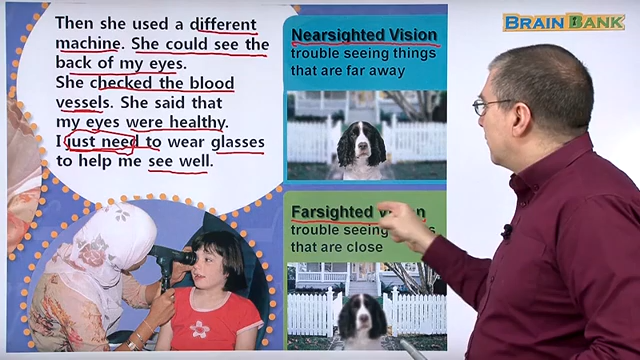 Then she used a different
machine. She could see the
back of my eyes.
She checked the blood
vessels. She said that
my eyes were healthy.
I just need to wear glasses
to help me see well.
Nearsighted Vision
trouble seeing things
that are far away
Farsighted Vision
trouble seeing
that are close
BRAIN BANK